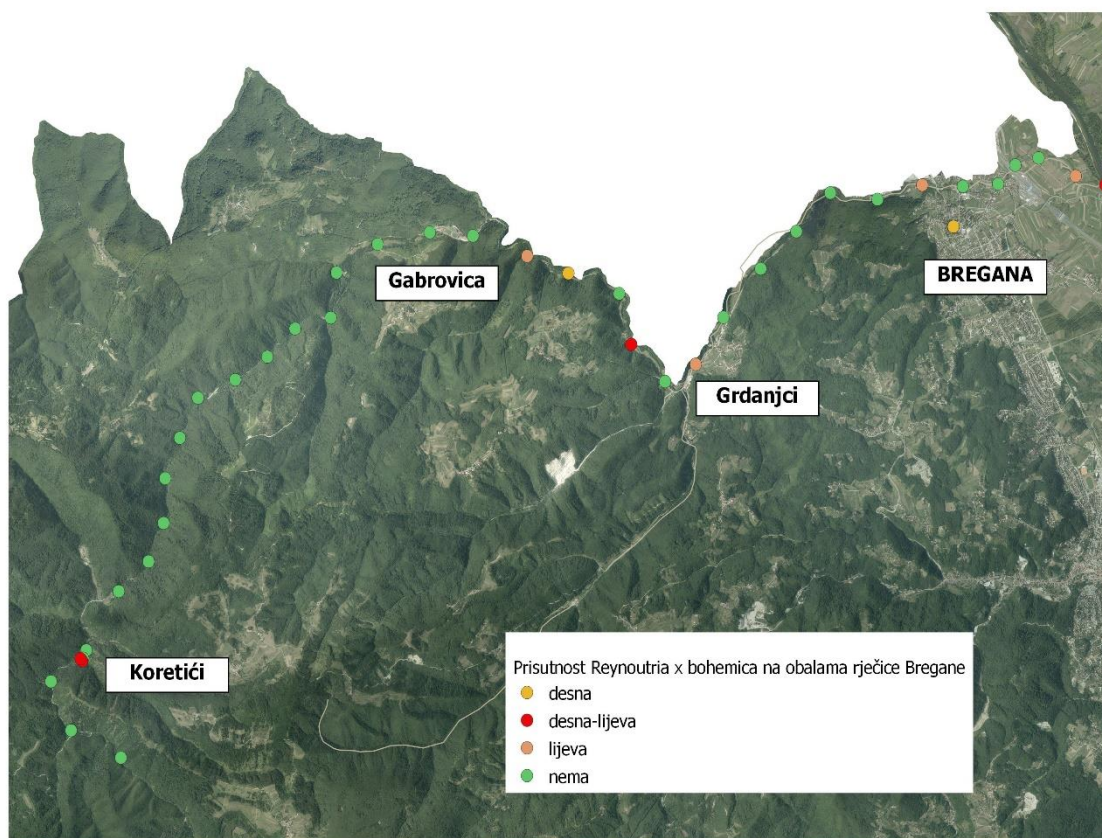 BREGANA
Gabrovica
Grdanjci
Koretići
Prisutnost Reynoutria x bohemica na obalama rječice Bregane
desna
desna-lijeva
lijeva
nema